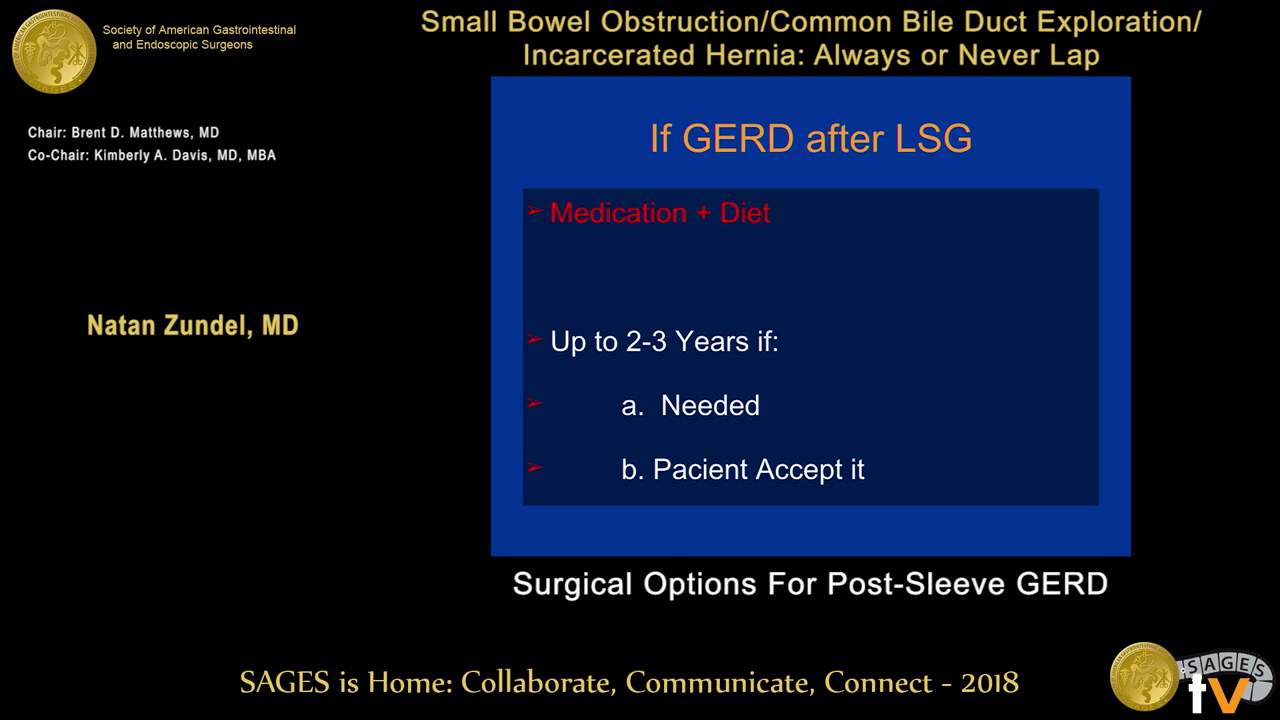 Society of American Gastrointestinal
and Endoscopic Surgeons
Small Bowel Obstruction/Common Bile Duct Exploration/
Incarcerated Hernia: Always or Never Lap
Chair: Brent D. Matthews, MD
Co-Chair: Kimberly A. Davis, MD, MBA
Natan Zundel, MD
If GERD after LSG
➢ Medication + Diet
➢ Up to 2-3 Years if:
➢ a. Needed
➢ b. Pacient Accept it
Surgical Options For Post-Sleeve GERD
SAGES is Home: Collaborate, Communicate, Connect - 2018
SAGES
tv